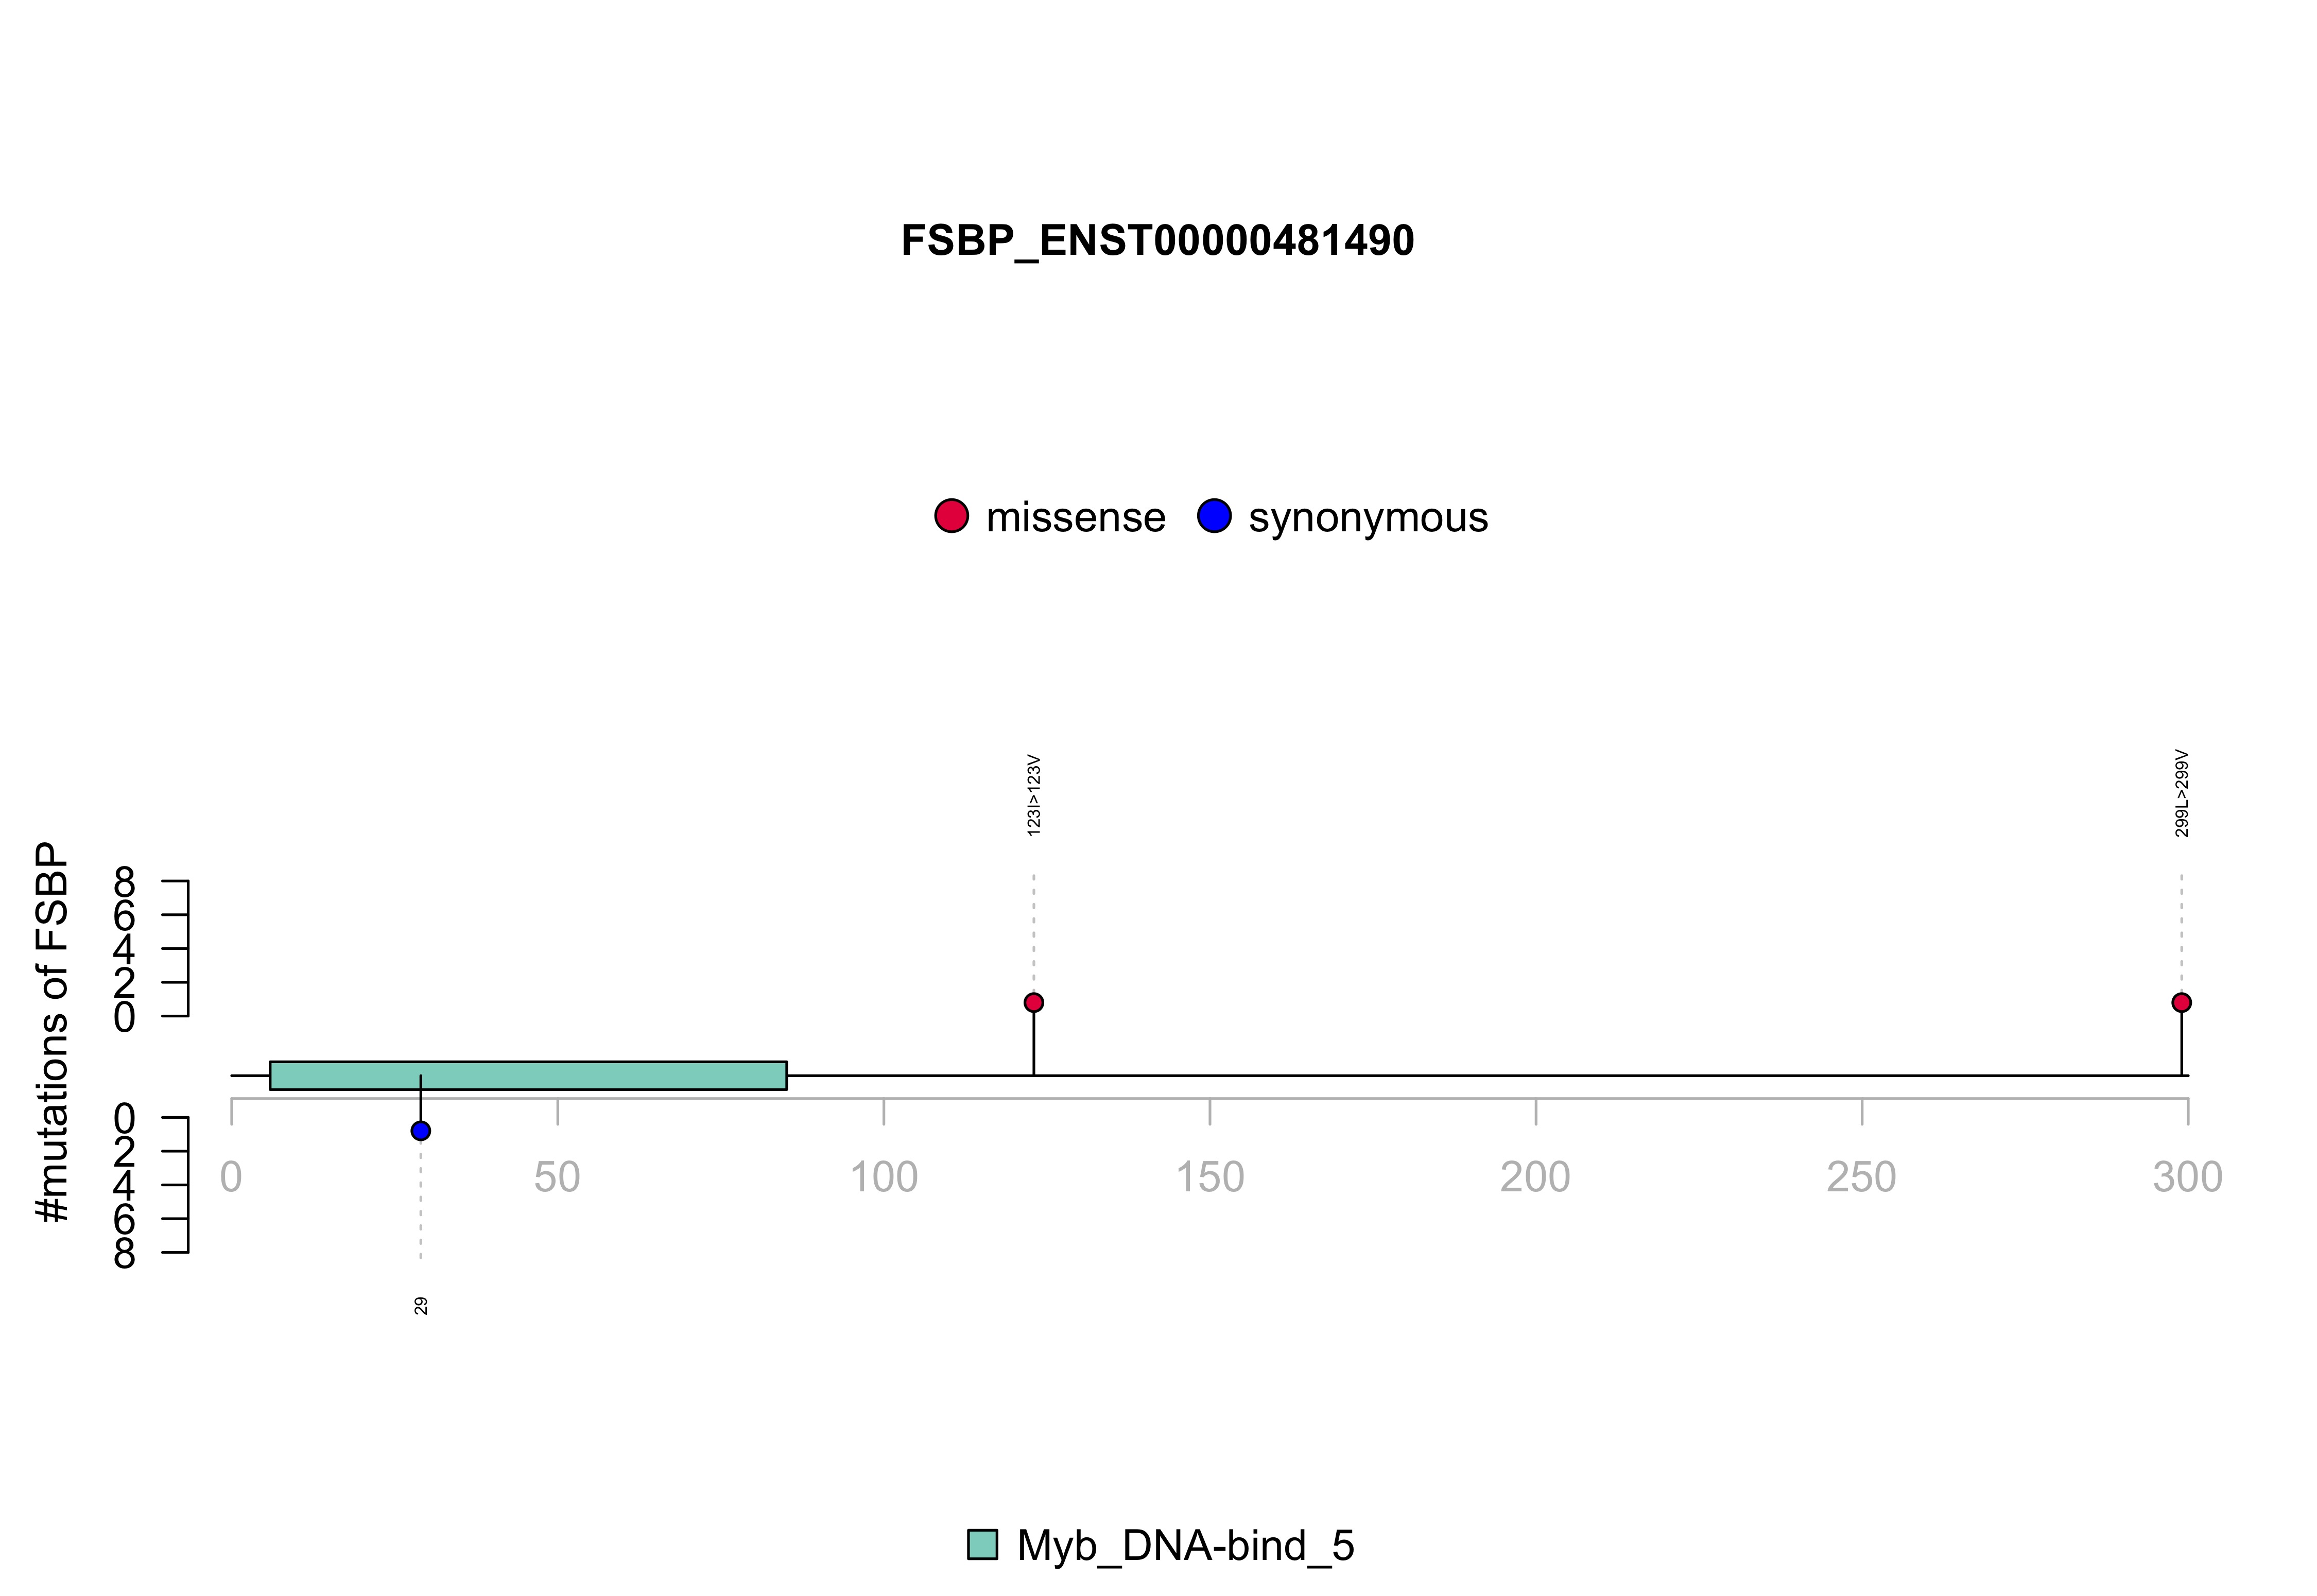 FSBP_ENST00000481490
missense synonymous
123I>123V
299L>299V
#mutations of FSBP
8
6
4
2
0
0
2
4
6
8
0 50 100 150 200 250 300
29
Myb_DNA-bind_5